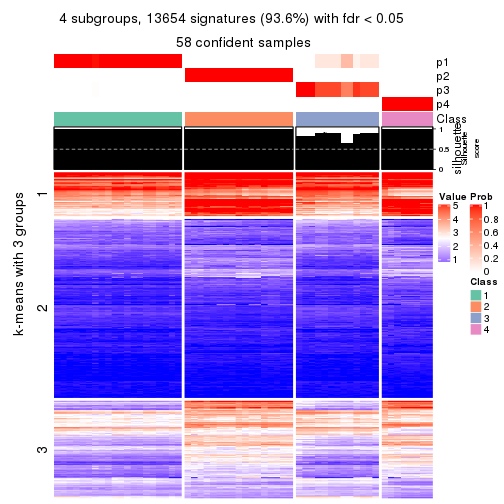 4 subgroups, 13654 signatures (93.6%) with fdr < 0.05
58 confident samples
p1
p2
p3
p4
Class
1
0.5
0
silhouette
Silhouette
score
k-means with 3 groups
1
2
3
Value
5
4
3
2
1
Prob
1
0.8
0.6
0.4
0.2
0
Class
1
2
3
4